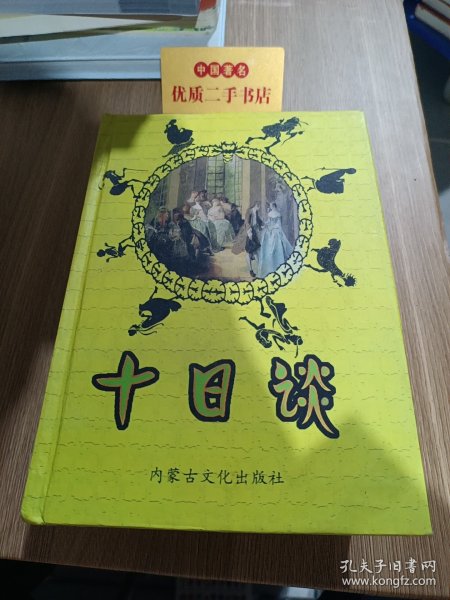 中国著名
优质二手书店
十日谈
内蒙古文化出版社
孔夫子旧书网
www.kongfz.com